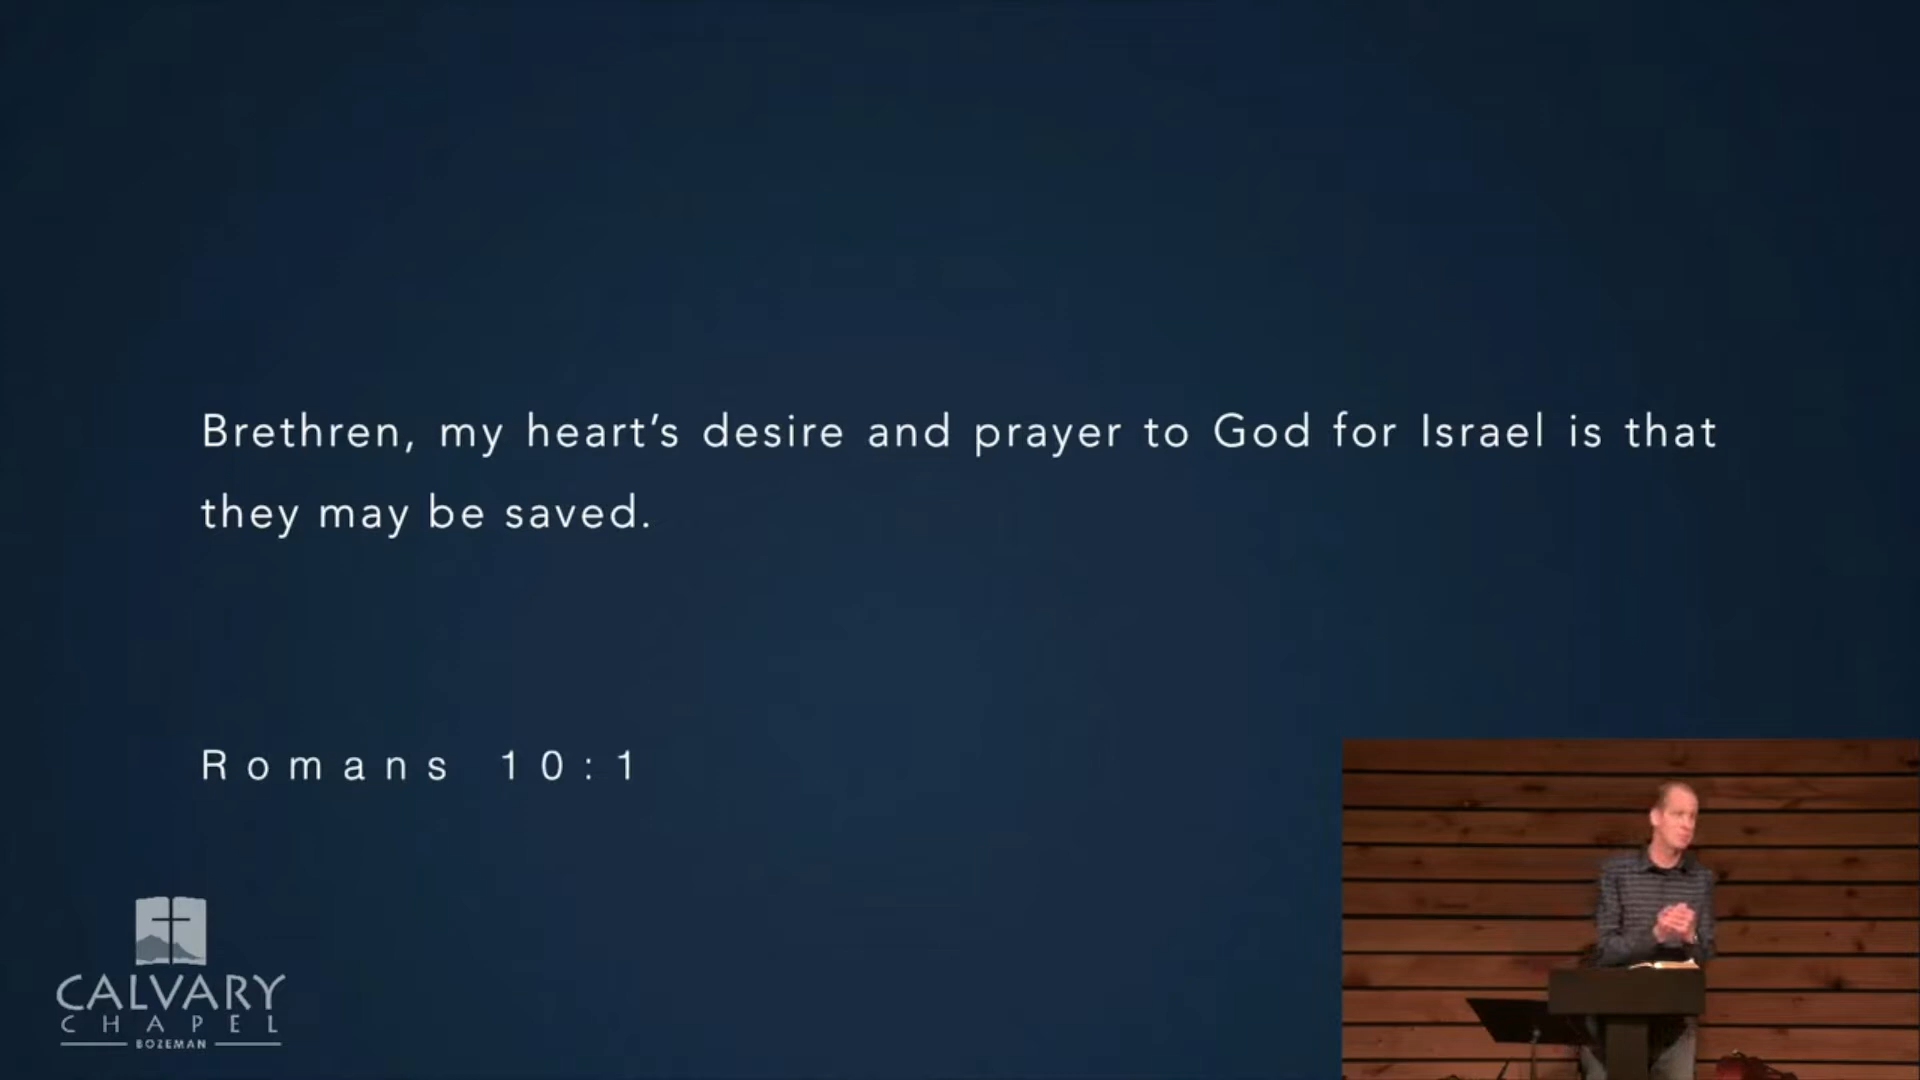 Brethren, my heart’s desire and prayer to God for Israel is that
they may be saved.
Romans 10:1
CALVARY
CHAPEL
BOZEMAN